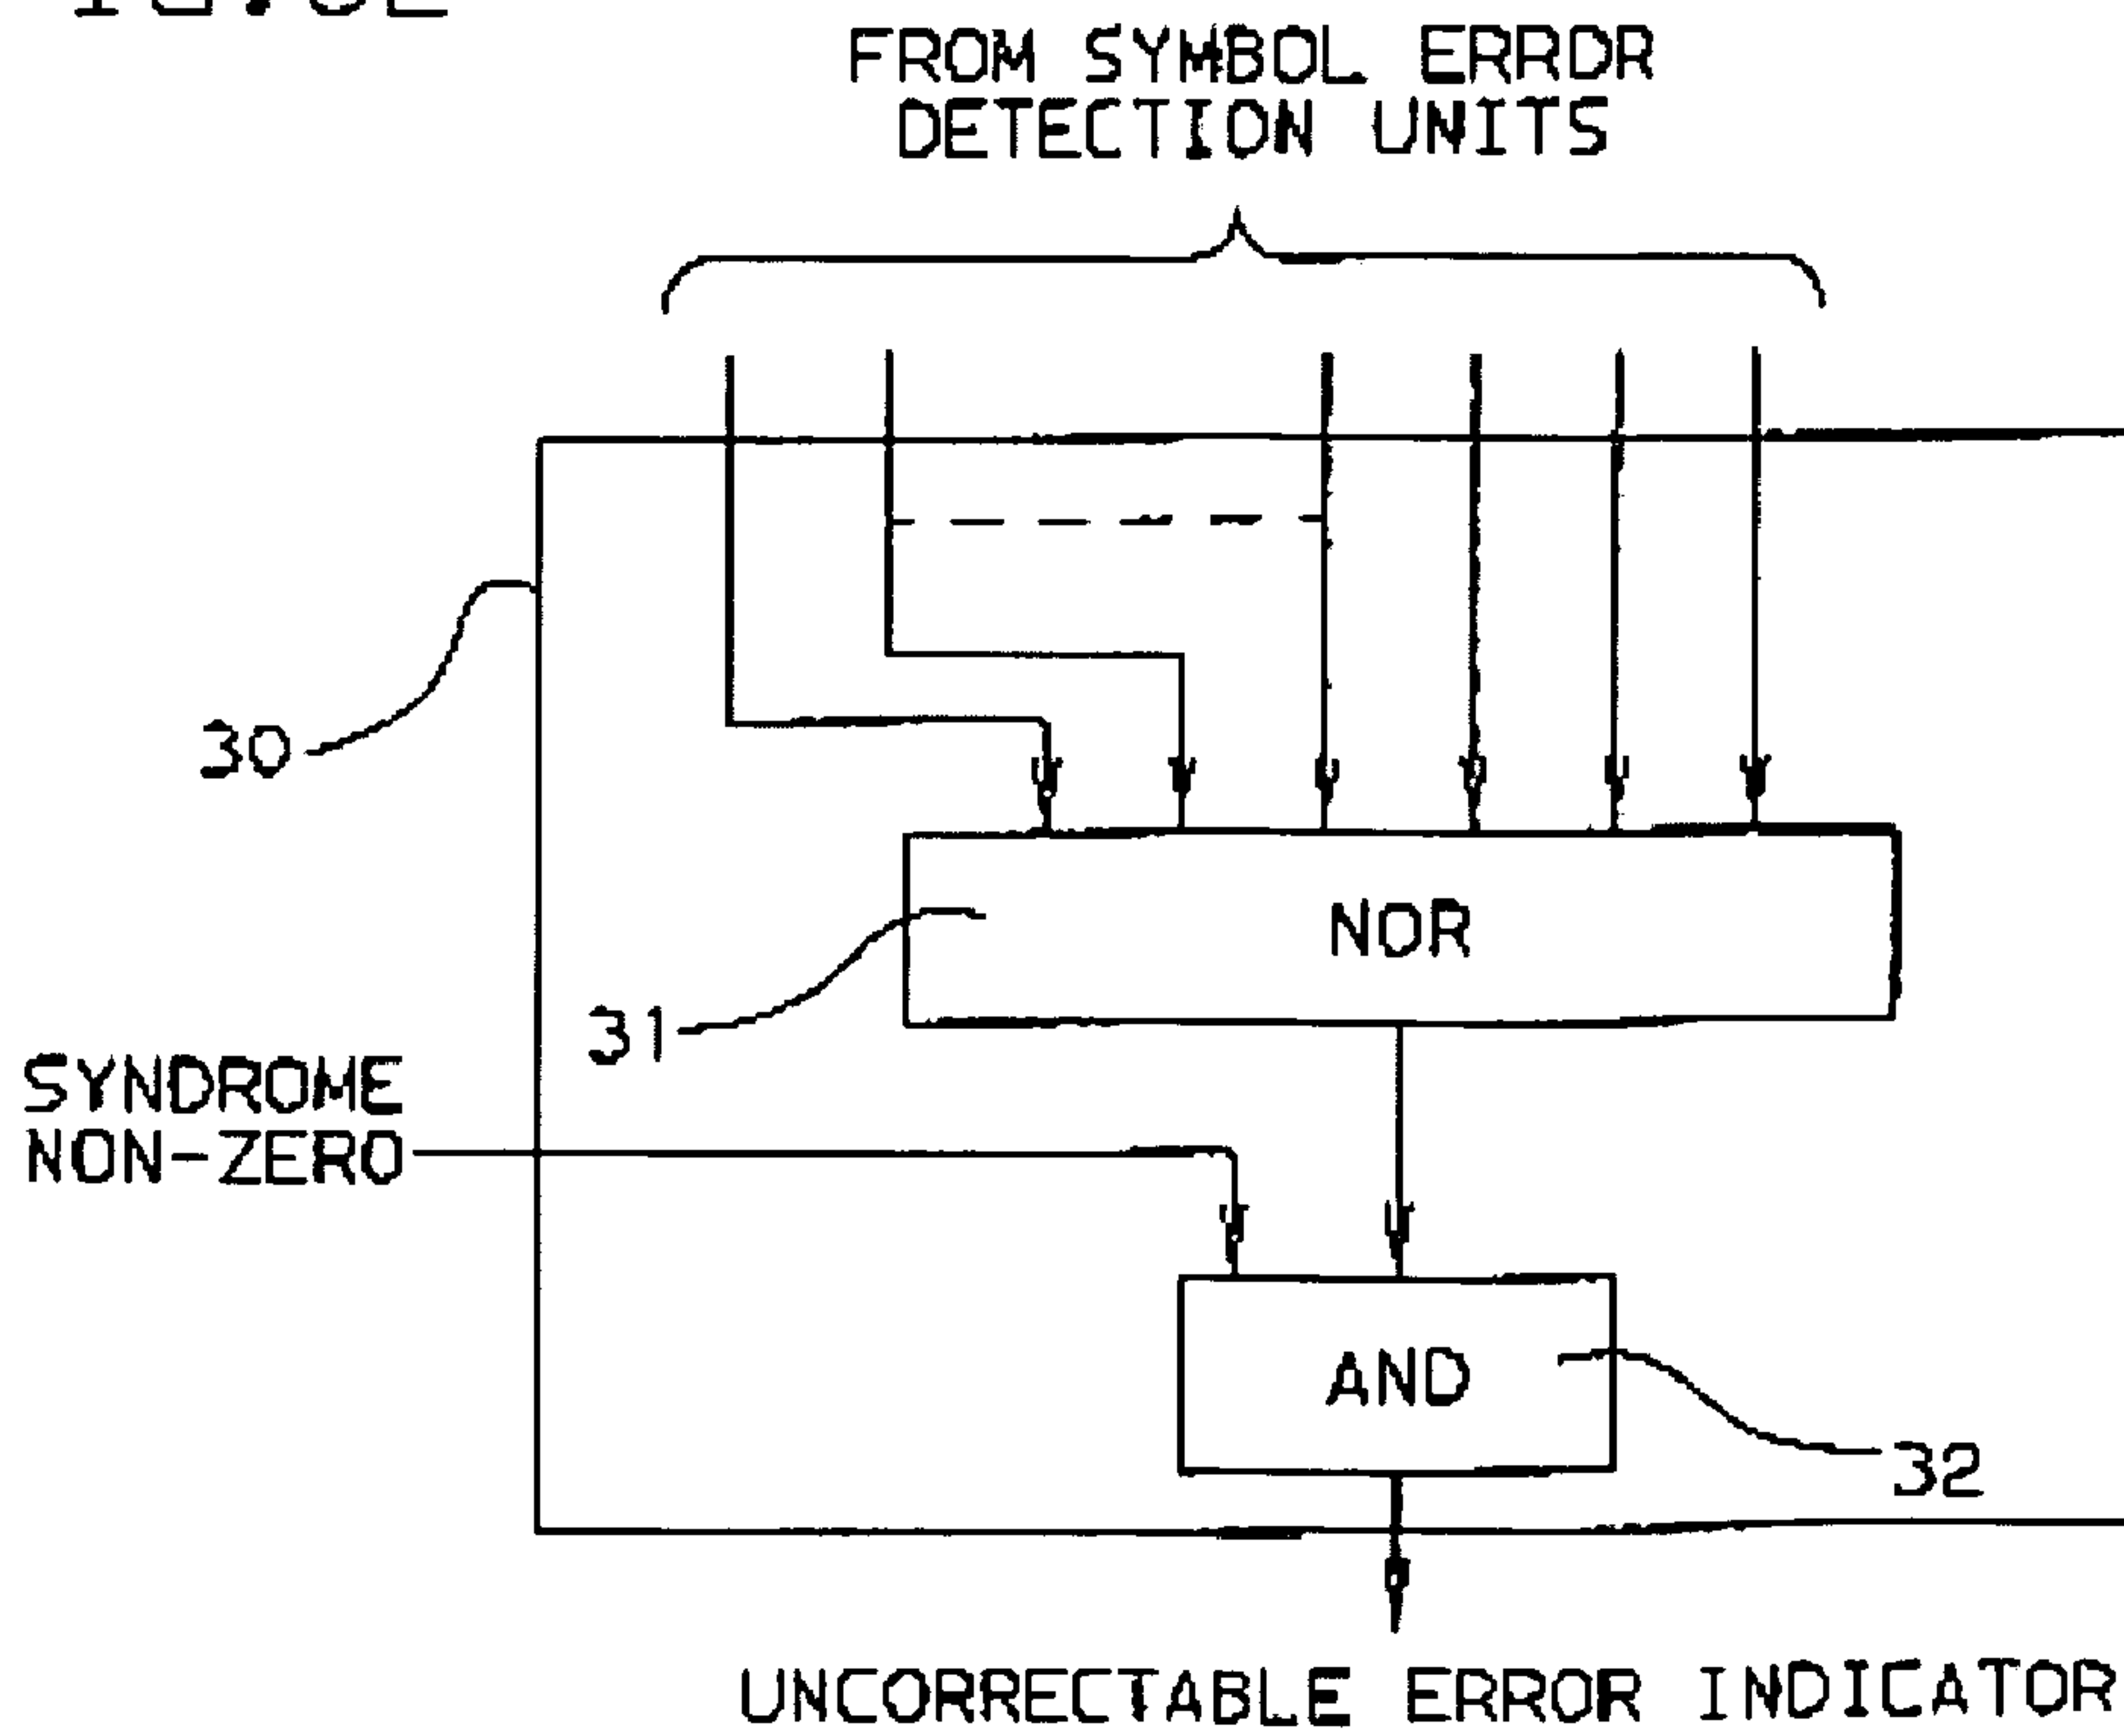 FROM SYMBOL ERROR
DETECTION UNITS
30
NOR
31
SYNDROME
NON-ZERO
AND
32
UNCORRECTABLE ERROR INDICATOR